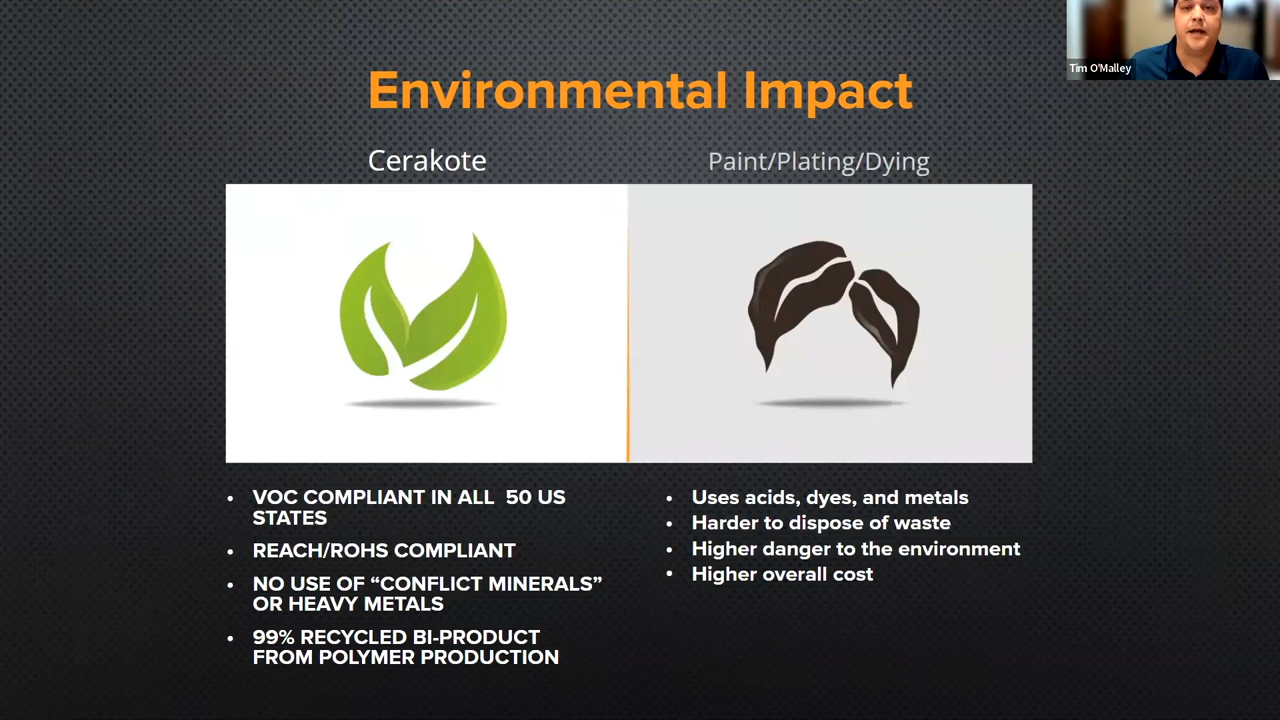 Tim O'Malley
Environmental Impact
Cerakote
Paint/Plating/Dying
VOC COMPLIANT IN ALL 50 US
STATES
REACH/ROHS COMPLIANT
NO USE OF “CONFLICT MINERALS”
OR HEAVY METALS
99% RECYCLED BI-PRODUCT
FROM POLYMER PRODUCTION
Uses acids, dyes, and metals
Harder to dispose of waste
Higher danger to the environment
Higher overall cost